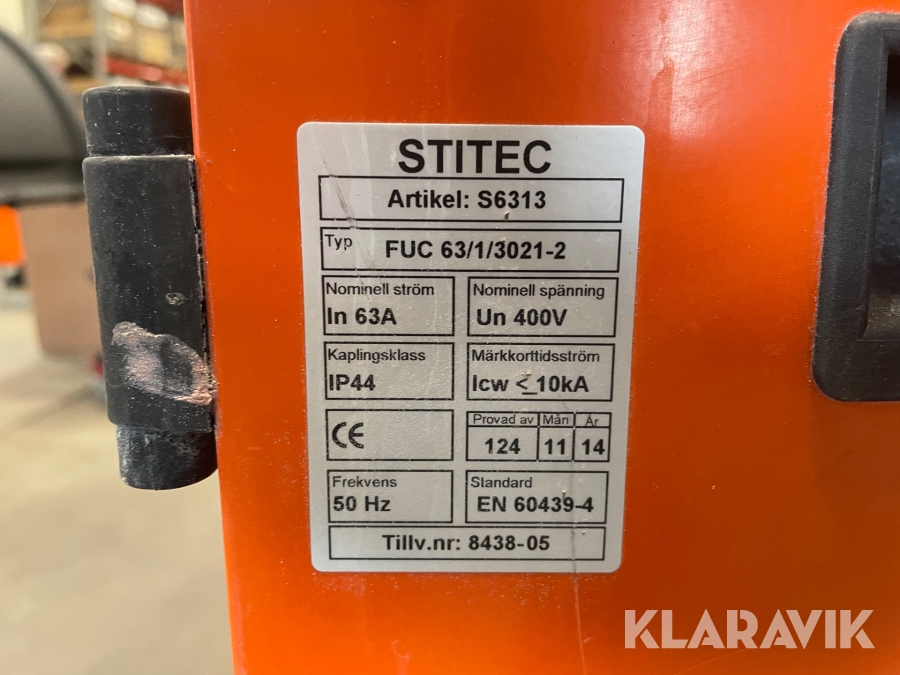 STITEC
Artikel: S6313
Typ FUC 63/1/3021-2
Nominell ström Nominell spänning
In 63A Un 400V
Kaplingsklass Märkkorttidsström
IP44 Icw <_10kA
CE Provad av Mån År
124 11 14
Frekvens Standard
50 Hz EN 60439-4
Tillv.nr: 8438-05
KLARAVIK